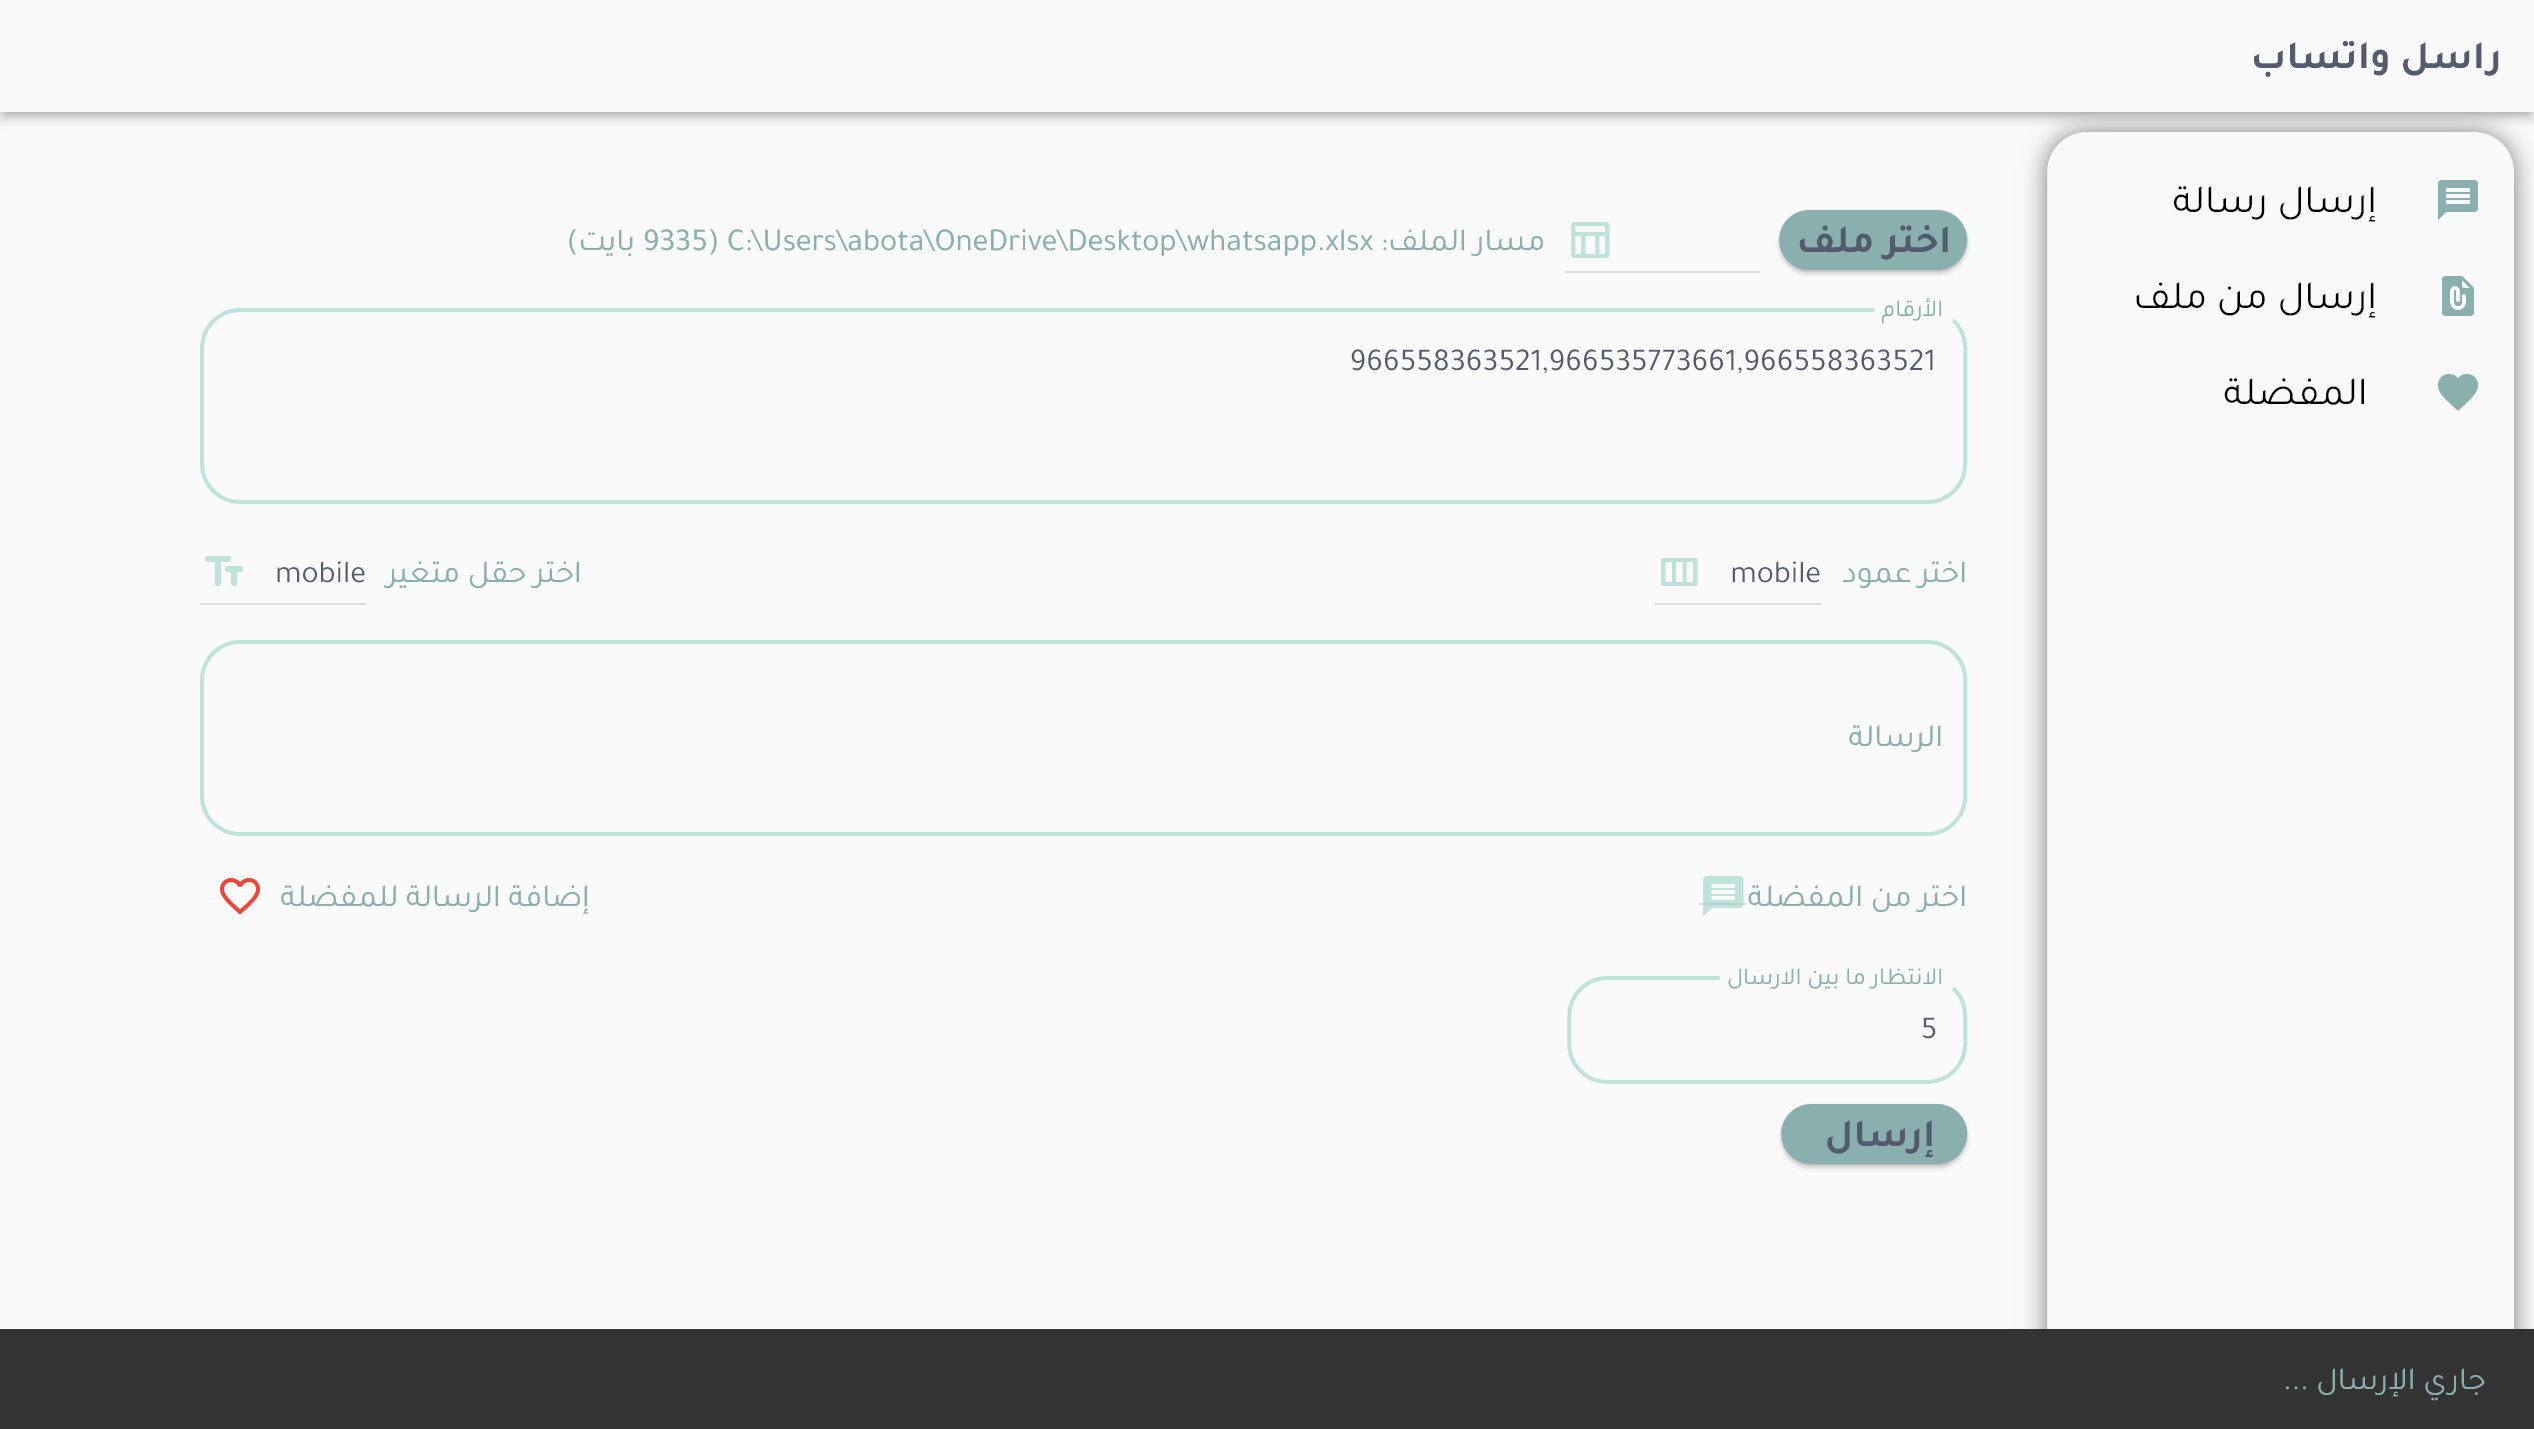 راسل واتساب
إرسال رسالة
إرسال من ملف
المفضلة
اختر ملف
مسار الملف: C:\Users\abota\OneDrive\Desktop\whatsapp.xlsx (9335 بايت)
الأرقام
966558363521,966535773661,966558363521
اختر عمود mobile
اختر حقل متغير mobile
الرسالة
اختر من المفضلة
إضافة الرسالة للمفضلة
الانتظار ما بين الارسال
5
إرسال
جاري الإرسال ...